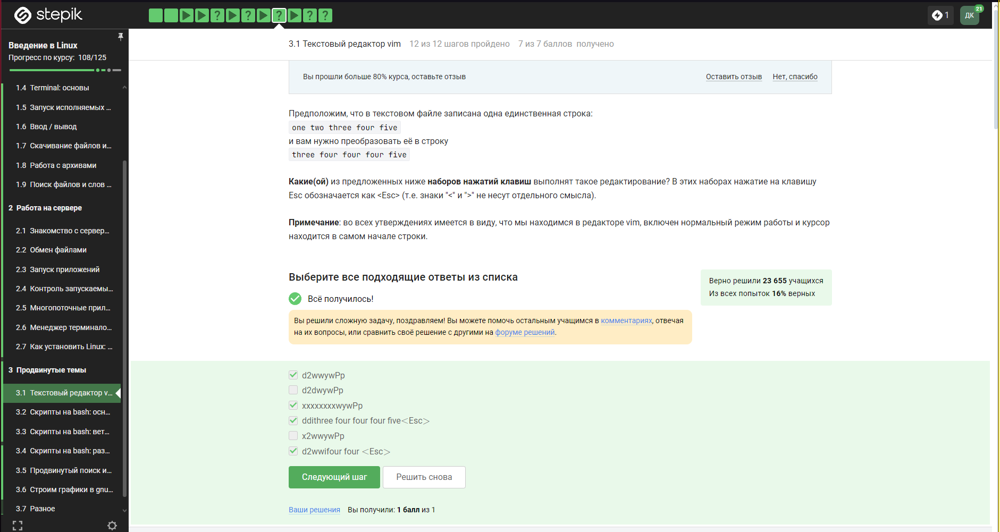 stepik
? ? ? ? ?
1
ДК
21
Введение в Linux
Прогресс по курсу: 108/125
1.4 Terminal: основы
1.5 Запуск исполняемых ...
1.6 Ввод / вывод
1.7 Скачивание файлов и...
1.8 Работа с архивами
1.9 Поиск файлов и слов ...
2 Работа на сервере
2.1 Знакомство с сервер...
2.2 Обмен файлами
2.3 Запуск приложений
2.4 Контроль запускаемы...
2.5 Многопоточные прил...
2.6 Менеджер терминало...
2.7 Как установить Linux: ...
3 Продвинутые темы
3.1 Текстовый редактор v...
3.2 Скрипты на bash: осн...
3.3 Скрипты на bash: вет...
3.4 Скрипты на bash: раз...
3.5 Продвинутый поиск и...
3.6 Строим графики в gnu...
3.7 Разное
3.1 Текстовый редактор vim 12 из 12 шагов пройдено 7 из 7 баллов получено
Вы прошли больше 80% курса, оставьте отзыв
Оставить отзыв Нет, спасибо
Предположим, что в текстовом файле записана одна единственная строка:
one two three four five
и вам нужно преобразовать её в строку
three four four four five
Какие(ой) из предложенных ниже наборов нажатий клавиш выполнят такое редактирование? В этих наборах нажатие на клавишу
Esc обозначается как <Esc> (т.е. знаки "<" и ">" не несут отдельного смысла).
Примечание: во всех утверждениях имеется в виду, что мы находимся в редакторе vim, включен нормальный режим работы и курсор
находится в самом начале строки.
Выберите все подходящие ответы из списка
Верно решили 23 655 учащихся
Из всех попыток 16% верных
Всё получилось!
Вы решили сложную задачу, поздравляем! Вы можете помочь остальным учащимся в комментариях, отвечая
на их вопросы, или сравнить своё решение с другими на форуме решений.
d2wwywPp
d2dwywPp
xxxxxxxxwywPp
ddithree four four four five<Esc>
x2wwywPp
d2wwifour four <Esc>
Следующий шаг
Решить снова
Ваши решения Вы получили: 1 балл из 1